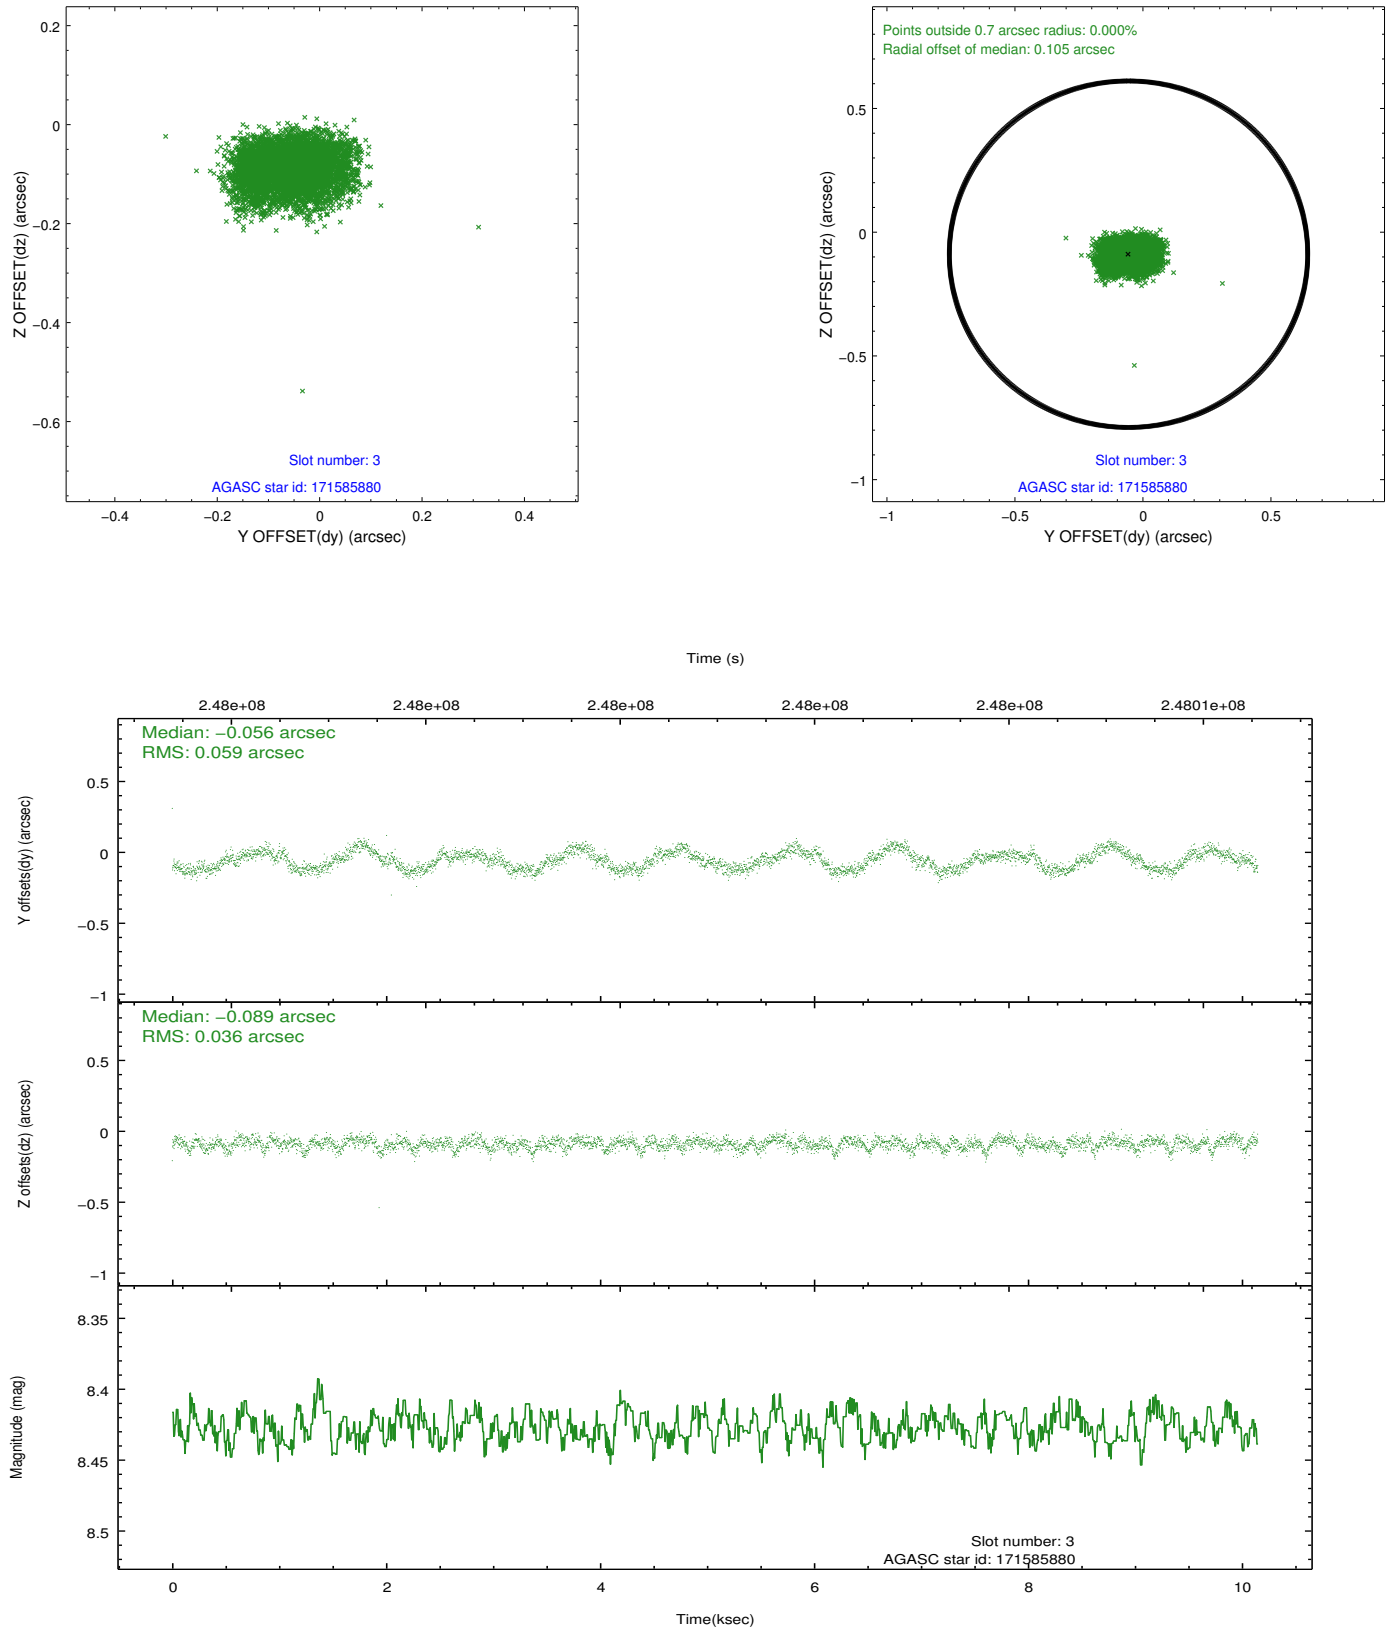 0.2
0
−0.2
−0.4
−0.6
Z OFFSET(dz) (arcsec)
Slot number: 3
AGASC star id: 171585880
−0.4 −0.2 0 0.2 0.4
Y OFFSET(dy) (arcsec)
Points outside 0.7 arcsec radius: 0.000%
Radial offset of median: 0.105 arcsec
0.5
0
−0.5
−1
Z OFFSET(dz) (arcsec)
Slot number: 3
AGASC star id: 171585880
−1 −0.5 0 0.5
Y OFFSET(dy) (arcsec)
Time (s)
2.48e+08 2.48e+08 2.48e+08 2.48e+08 2.48e+08 2.4801e+08
Median: −0.056 arcsec
RMS: 0.059 arcsec
0.5
0
−0.5
−1
Y offsets(dy) (arcsec)
Median: −0.089 arcsec
RMS: 0.036 arcsec
0.5
0
−0.5
−1
Z offsets(dz) (arcsec)
8.35
8.4
8.45
8.5
Magnitude (mag)
Slot number: 3
AGASC star id: 171585880
0 2 4 6 8 10
Time(ksec)